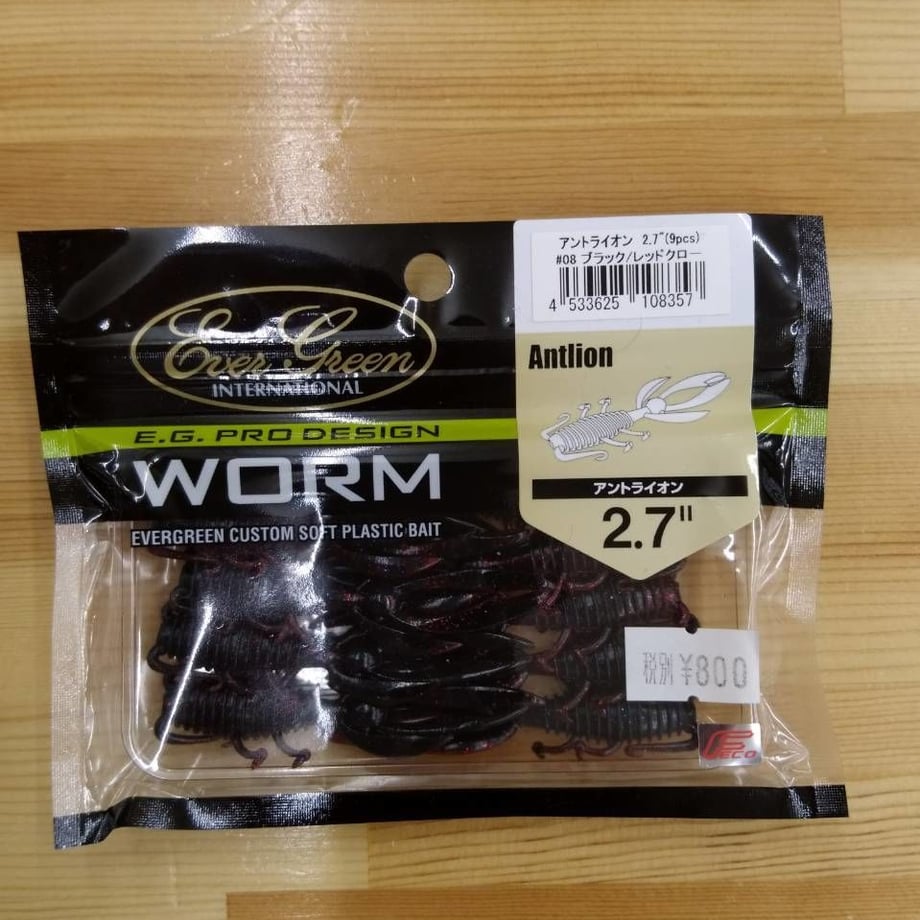 アントライオン 2.7"(9pcs)
#08 ブラック/レッドクロー
4 533625 108357
Ever Green
INTERNATIONAL
Antlion
E.G. PRO DESIGN
WORM
EVERGREEN CUSTOM SOFT PLASTIC BAIT
アントライオン
2.7"
税別 ¥800
ECO